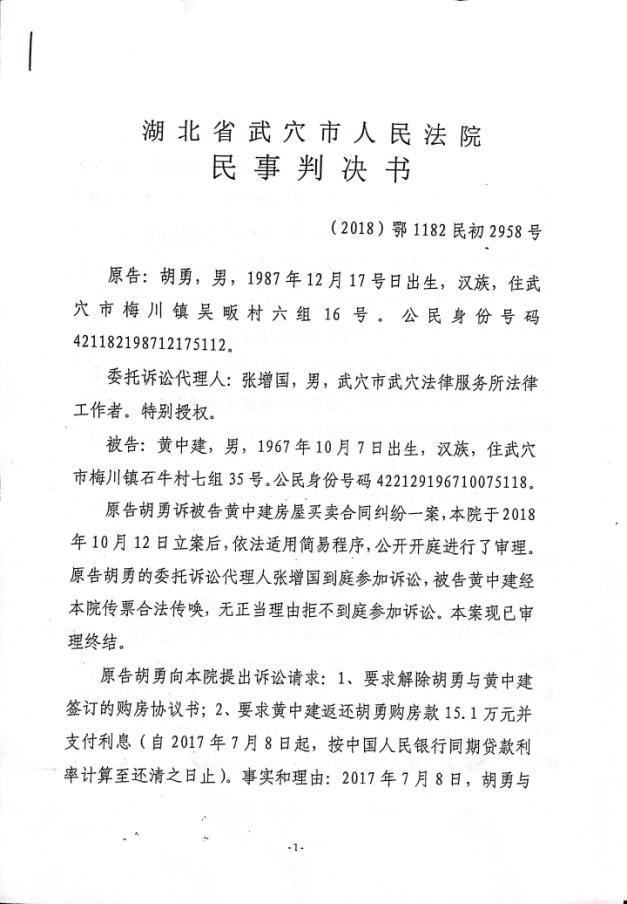 湖北省武穴市人民法院
民事判决书
（2018）鄂1182民初2958号
原告：胡勇，男，1987年12月17号日出生，汉族，住武
穴市梅川镇吴畈村六组16号。公民身份号码
421182198712175112。
委托诉讼代理人：张增国，男，武穴市武穴法律服务所法律
工作者。特别授权。
被告：黄中建，男，1967年10月7日出生，汉族，住武穴
市梅川镇石牛村七组35号。公民身份号码422129196710075118。
原告胡勇诉被告黄中建房屋买卖合同纠纷一案，本院于2018
年10月12日立案后，依法适用简易程序，公开开庭进行了审理。
原告胡勇的委托诉讼代理人张增国到庭参加诉讼，被告黄中建经
本院传票合法传唤，无正当理由拒不到庭参加诉讼。本案现已审
理终结。
原告胡勇向本院提出诉讼请求：1、要求解除胡勇与黄中建
签订的购房协议书；2、要求黄中建返还胡勇购房款15.1万元并
支付利息（自2017年7月8日起，按中国人民银行同期贷款利
率计算至还清之日止）。事实和理由：2017年7月8日，胡勇与
-1-